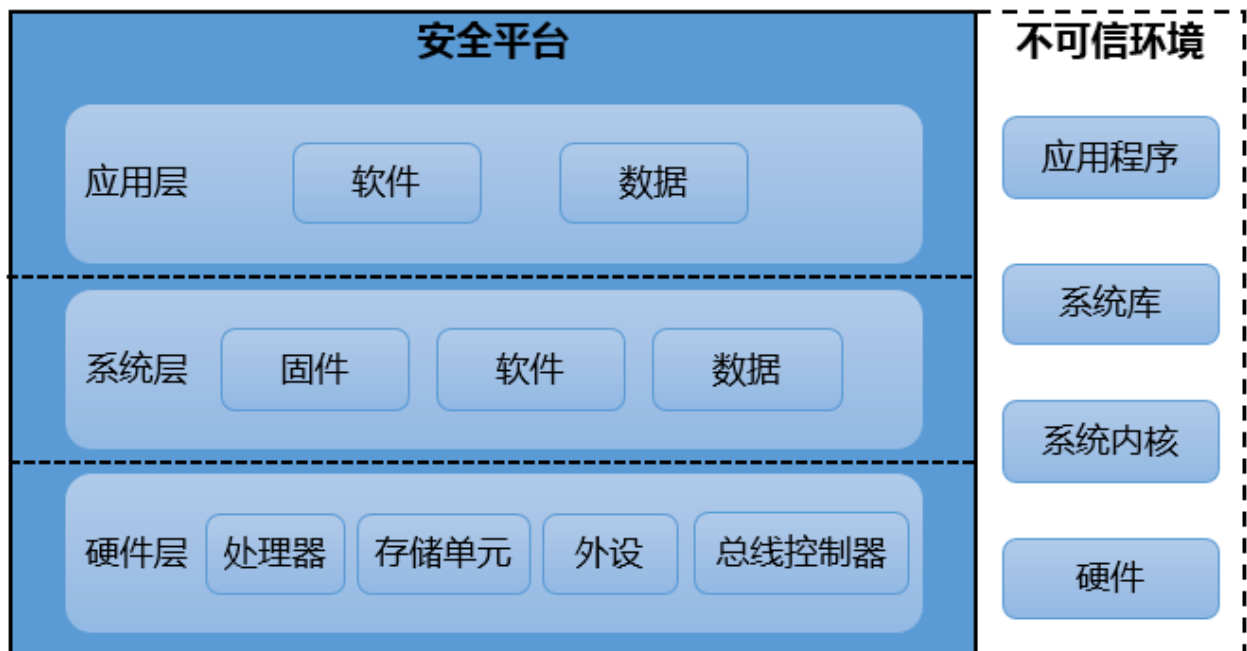 安全平台
不可信环境
应用层
软件
数据
应用程序
系统层
固件
软件
数据
系统库
系统内核
硬件层
处理器
存储单元
外设
总线控制器
硬件